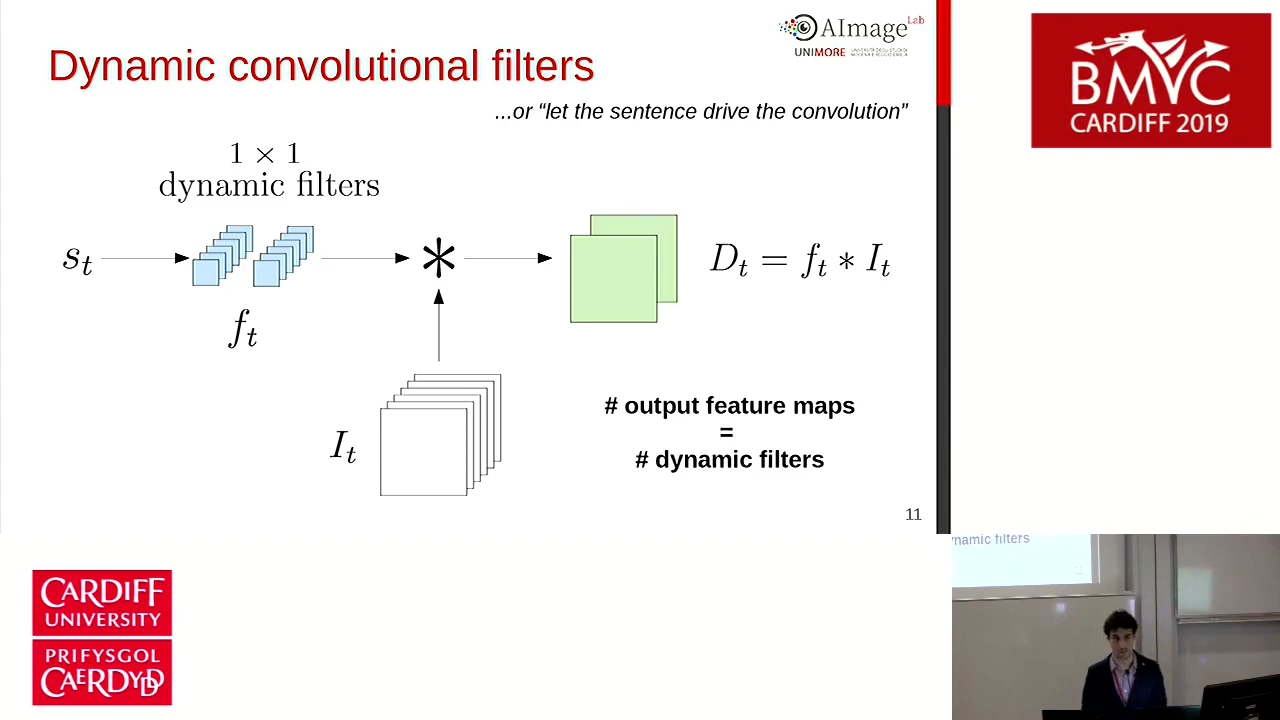 AImage Lab
UNIMORE
Dynamic convolutional filters
...or “let the sentence drive the convolution”
1 × 1
dynamic filters
s_t
*
D_t = f_t * I_t
f_t
I_t
# output feature maps
=
# dynamic filters
11
BMVC
CARDIFF 2019
CARDIFF
UNIVERSITY
PRIFYSGOL
CAERDYDD
namic filters